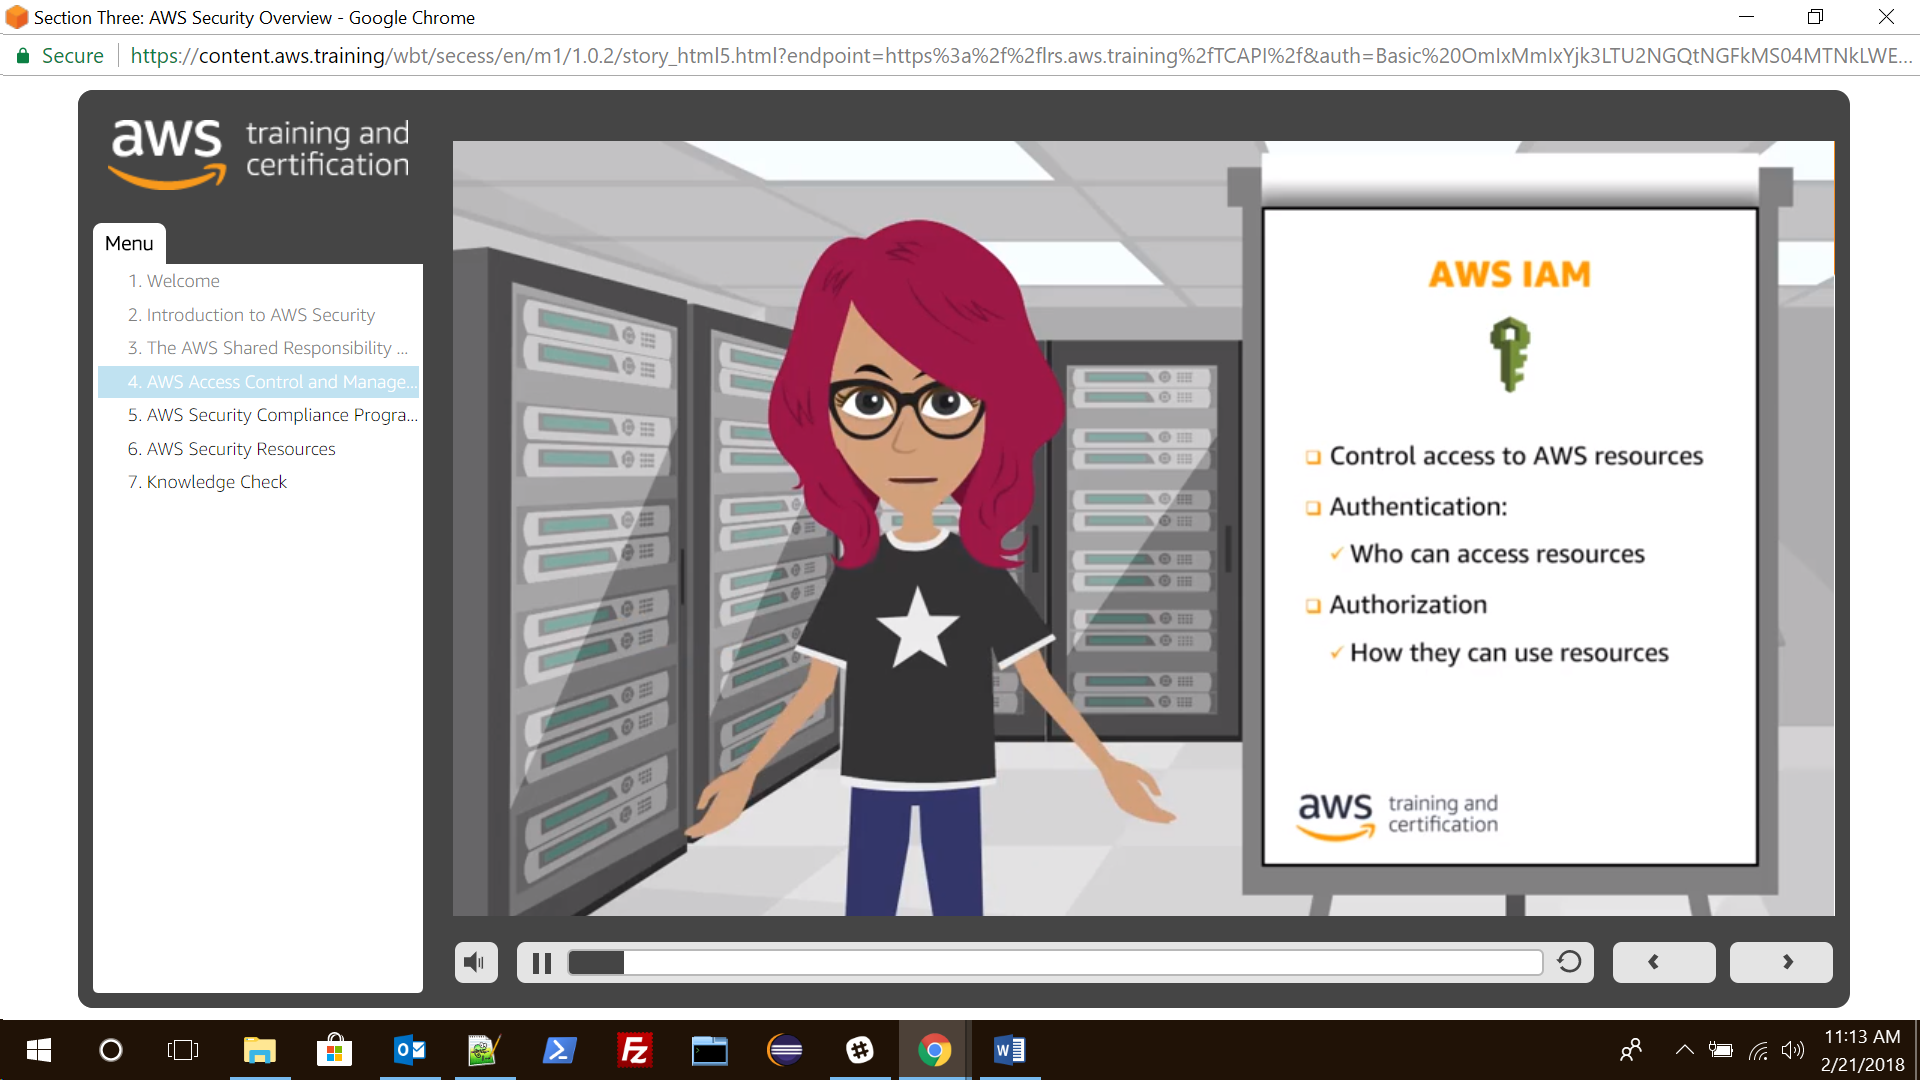 Section Three: AWS Security Overview - Google Chrome
Secure
https://content.aws.training/wbt/secess/en/m1/1.0.2/story_html5.html?endpoint=https%3a%2f%2flrs.aws.training%2fTCAPI%2f&auth=Basic%20OmIxMmIxYjk3LTU2NGQtNGFkMS04MTNkLWE...
aws training and
certification
Menu
1. Welcome
2. Introduction to AWS Security
3. The AWS Shared Responsibility ...
4. AWS Access Control and Manage...
5. AWS Security Compliance Progra...
6. AWS Security Resources
7. Knowledge Check
AWS IAM
Control access to AWS resources
Authentication:
Who can access resources
Authorization
How they can use resources
aws training and
certification
11:13 AM
2/21/2018